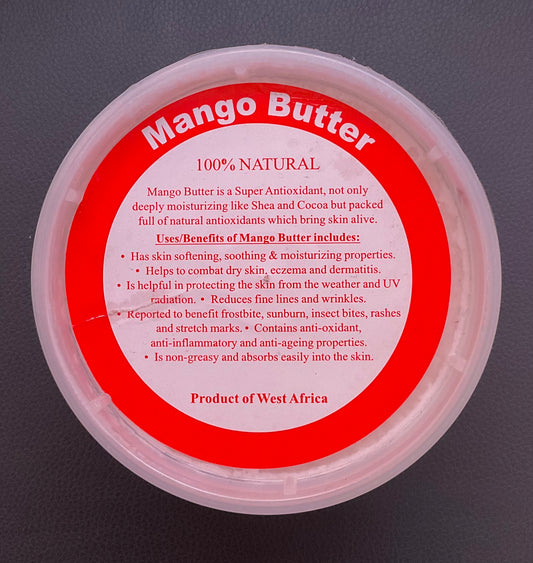 Mango Butter
100% NATURAL
Mango Butter is a Super Antioxidant, not only
deeply moisturizing like Shea and Cocoa but packed
full of natural antioxidants which bring skin alive.
Uses/Benefits of Mango Butter includes:
• Has skin softening, soothing & moisturizing properties.
• Helps to combat dry skin, eczema and dermatitis.
• Is helpful in protecting the skin from the weather and UV
radiation. • Reduces fine lines and wrinkles.
• Reported to benefit frostbite, sunburn, insect bites, rashes
and stretch marks. • Contains anti-oxidant,
anti-inflammatory and anti-ageing properties.
• Is non-greasy and absorbs easily into the skin.
Product of West Africa